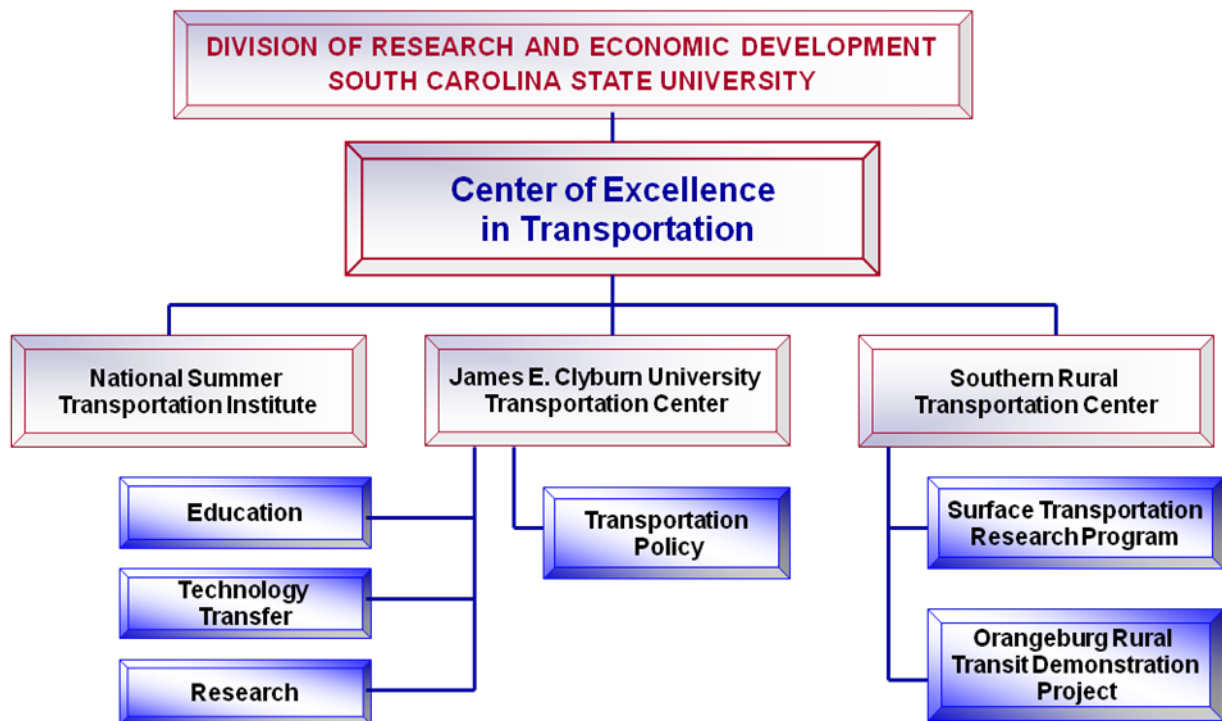 DIVISION OF RESEARCH AND ECONOMIC DEVELOPMENT
SOUTH CAROLINA STATE UNIVERSITY
Center of Excellence
in Transportation
National Summer
Transportation Institute
James E. Clyburn University
Transportation Center
Southern Rural
Transportation Center
Education
Technology
Transfer
Research
Transportation
Policy
Surface Transportation
Research Program
Orangeburg Rural
Transit Demonstration
Project